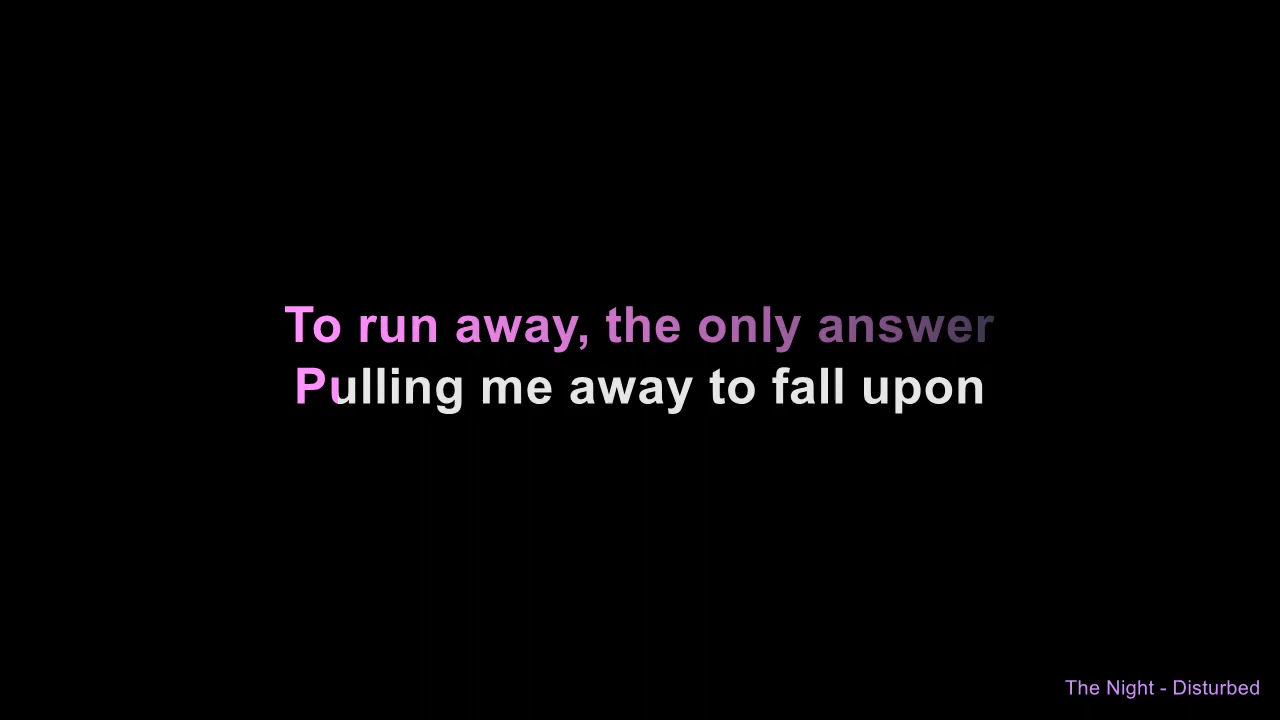 To run away, the only answer
Pulling me away to fall upon
The Night - Disturbed